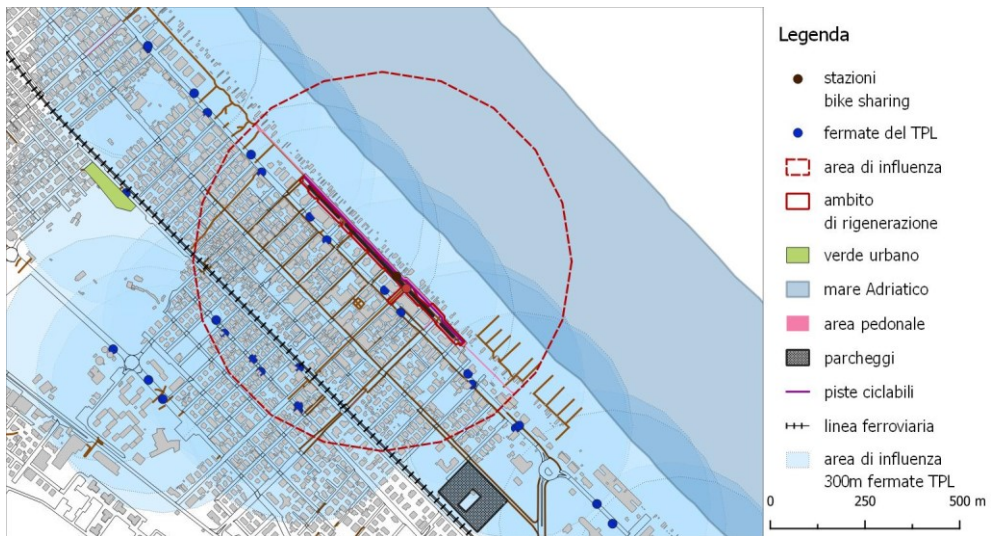 Legenda
stazioni
bike sharing
fermate del TPL
area di influenza
ambito
di rigenerazione
verde urbano
mare Adriatico
area pedonale
parcheggi
piste ciclabili
linea ferroviaria
area di influenza
300m fermate TPL
0 250 500 m